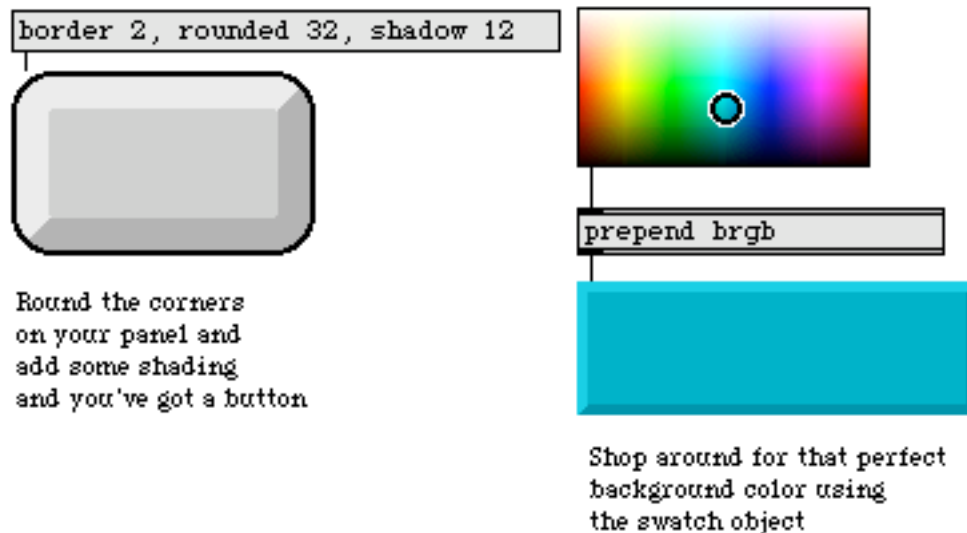 border 2, rounded 32, shadow 12
Round the corners
on your panel and
add some shading
and you've got a button
prepend brgb
Shop around for that perfect
background color using
the swatch object